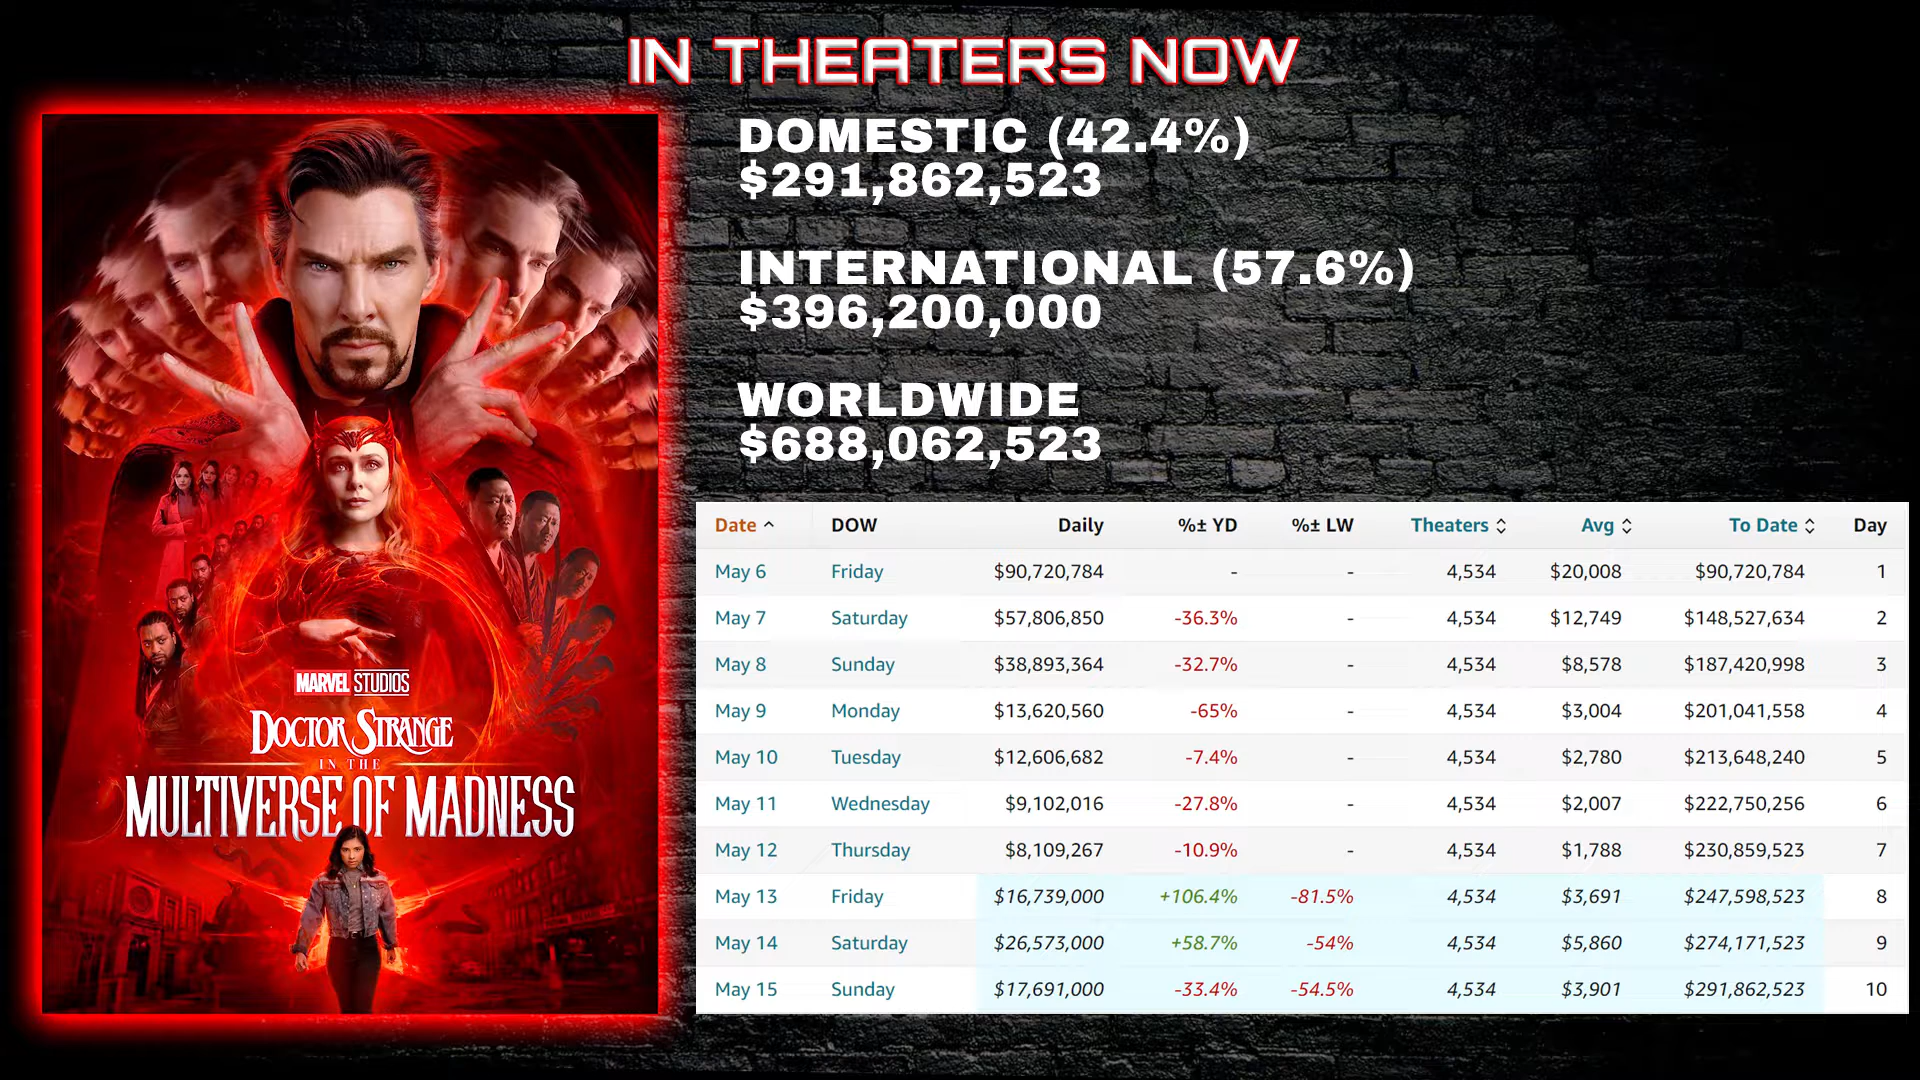 IN THEATERS NOW
DOMESTIC (42.4%)
$291,862,523
INTERNATIONAL (57.6%)
$396,200,000
WORLDWIDE
$688,062,523
MARVEL STUDIOS
DOCTOR STRANGE
IN THE
MULTIVERSE OF MADNESS
Date DOW Daily %± YD %± LW Theaters Avg To Date Day
May 6 Friday $90,720,784 - - 4,534 $20,008 $90,720,784 1
May 7 Saturday $57,806,850 -36.3% - 4,534 $12,749 $148,527,634 2
May 8 Sunday $38,893,364 -32.7% - 4,534 $8,578 $187,420,998 3
May 9 Monday $13,620,560 -65% - 4,534 $3,004 $201,041,558 4
May 10 Tuesday $12,606,682 -7.4% - 4,534 $2,780 $213,648,240 5
May 11 Wednesday $9,102,016 -27.8% - 4,534 $2,007 $222,750,256 6
May 12 Thursday $8,109,267 -10.9% - 4,534 $1,788 $230,859,523 7
May 13 Friday $16,739,000 +106.4% -81.5% 4,534 $3,691 $247,598,523 8
May 14 Saturday $26,573,000 +58.7% -54% 4,534 $5,860 $274,171,523 9
May 15 Sunday $17,691,000 -33.4% -54.5% 4,534 $3,901 $291,862,523 10